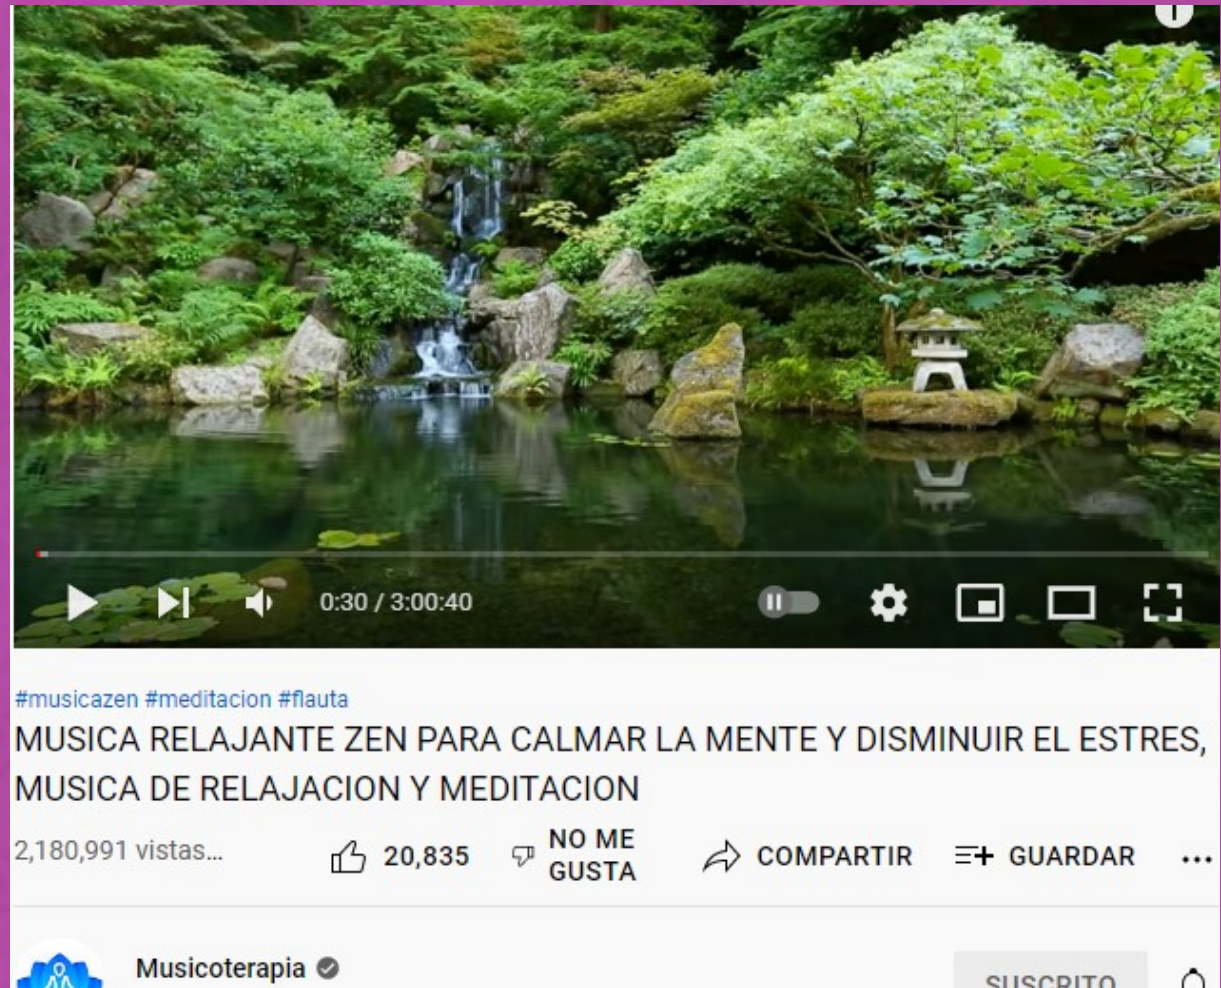 0:30 / 3:00:40
#musicazen #meditacion #flauta
MUSICA RELAJANTE ZEN PARA CALMAR LA MENTE Y DISMINUIR EL ESTRES,
MUSICA DE RELAJACION Y MEDITACION
2,180,991 vistas...
20,835
NO ME
GUSTA
COMPARTIR
GUARDAR
Musicoterapia
SUSCRITO